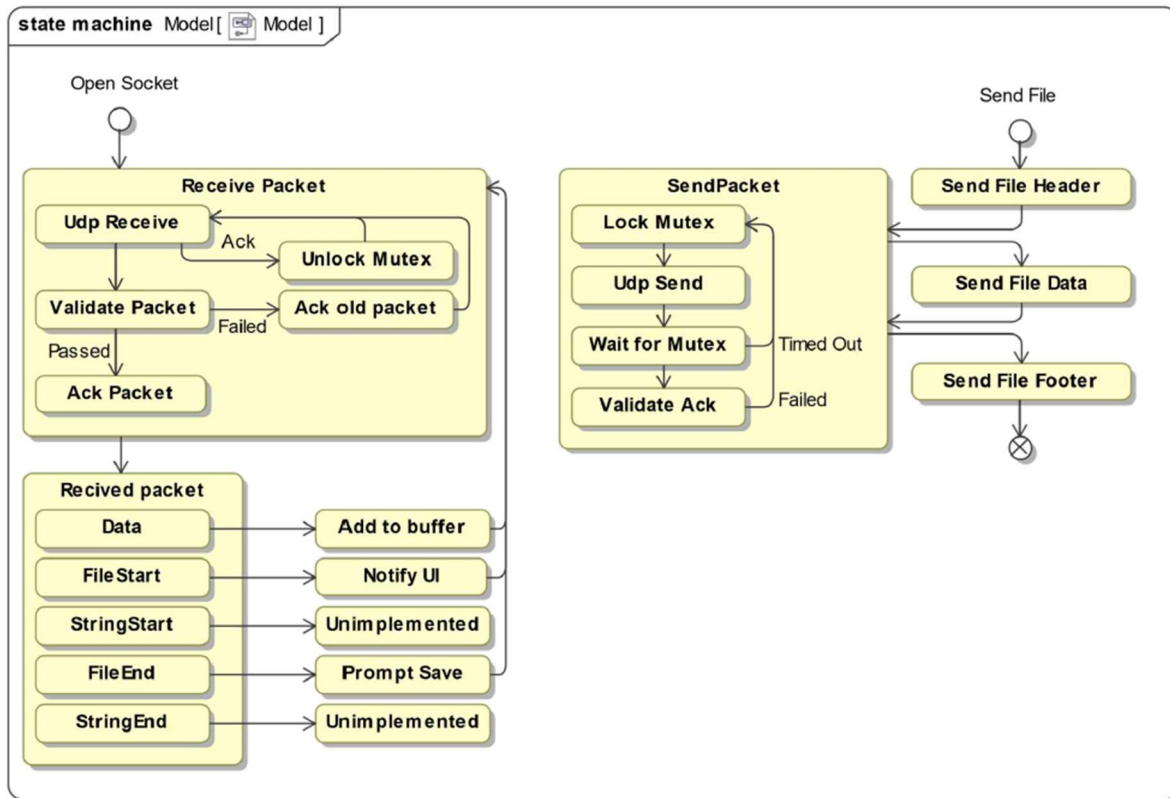 state machine Model [ Model ]
Open Socket
Receive Packet
Udp Receive
Ack
Unlock Mutex
Validate Packet
Failed
Ack old packet
Passed
Ack Packet
Recived packet
Data
Add to buffer
FileStart
Notify UI
StringStart
Unimplemented
FileEnd
Prompt Save
StringEnd
Unimplemented
SendPacket
Lock Mutex
Udp Send
Wait for Mutex
Timed Out
Validate Ack
Failed
Send File
Send File Header
Send File Data
Send File Footer